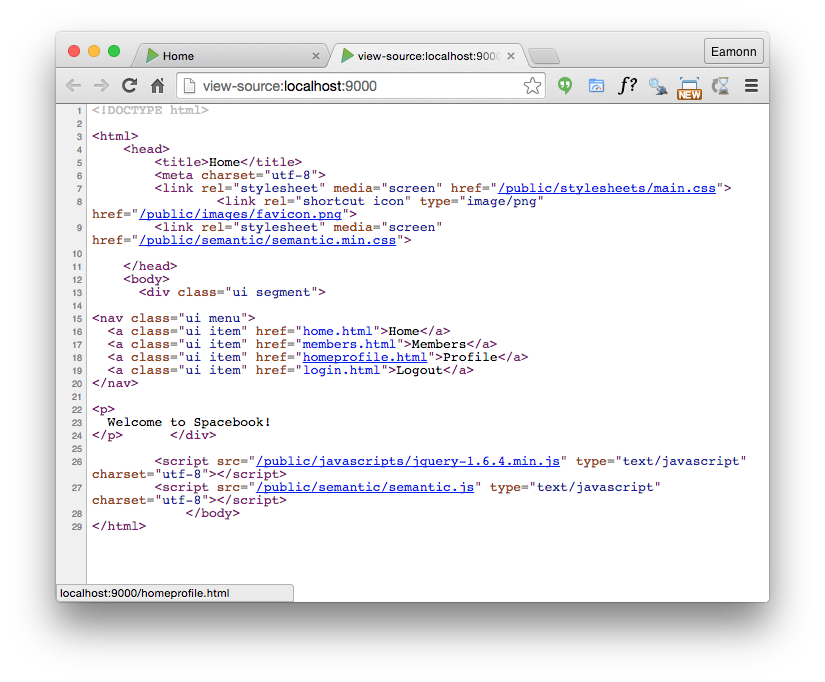 Home
view-source:localhost:900
Eamonn
view-source:localhost:9000
f?
NEW
1 <!DOCTYPE html>
2
3 <html>
4 <head>
5 <title>Home</title>
6 <meta charset="utf-8">
7 <link rel="stylesheet" media="screen" href="/public/stylesheets/main.css">
8 <link rel="shortcut icon" type="image/png"
href="/public/images/favicon.png">
9 <link rel="stylesheet" media="screen"
href="/public/semantic/semantic.min.css">
10
11 </head>
12 <body>
13 <div class="ui segment">
14
15 <nav class="ui menu">
16 <a class="ui item" href="home.html">Home</a>
17 <a class="ui item" href="members.html">Members</a>
18 <a class="ui item" href="homeprofile.html">Profile</a>
19 <a class="ui item" href="login.html">Logout</a>
20 </nav>
21
22 <p>
23 Welcome to Spacebook!
24 </p> </div>
25
26 <script src="/public/javascripts/jquery-1.6.4.min.js" type="text/javascript"
charset="utf-8"></script>
27 <script src="/public/semantic/semantic.js" type="text/javascript"
charset="utf-8"></script>
28 </body>
29 </html>
localhost:9000/homeprofile.html